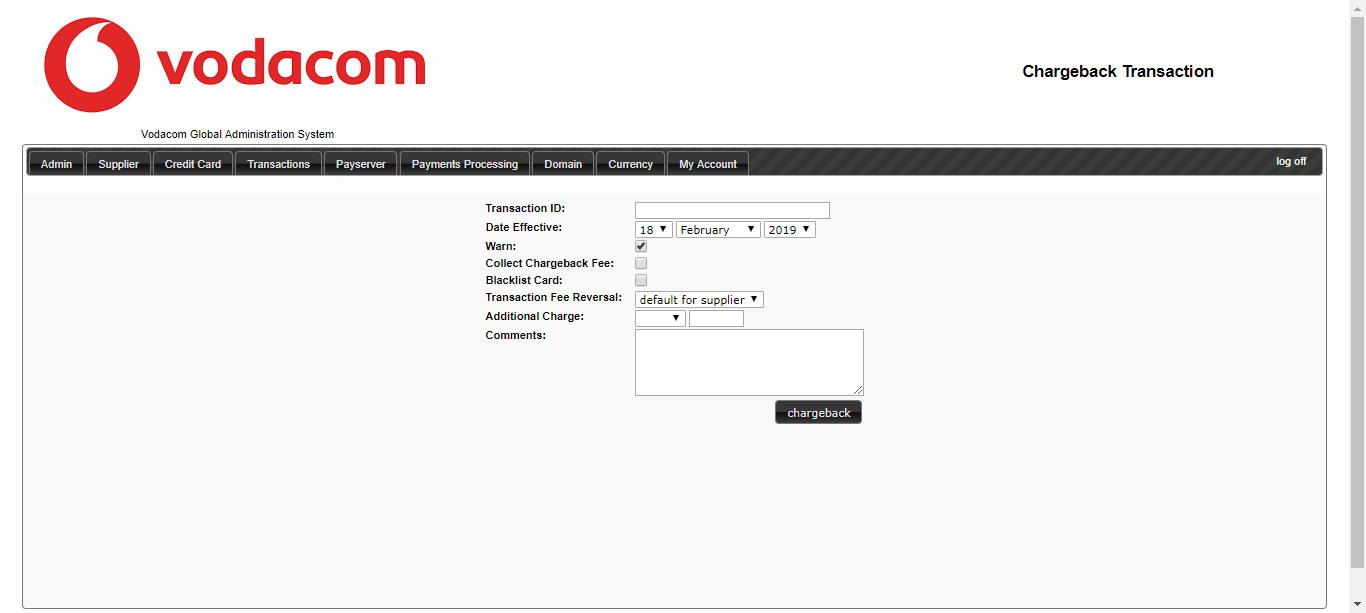 vodacom
Chargeback Transaction
Vodacom Global Administration System
Admin Supplier Credit Card Transactions Payserver Payments Processing Domain Currency My Account log off
Transaction ID:
Date Effective: 18 February 2019
Warn:
Collect Chargeback Fee:
Blacklist Card:
Transaction Fee Reversal: default for supplier
Additional Charge:
Comments:
chargeback